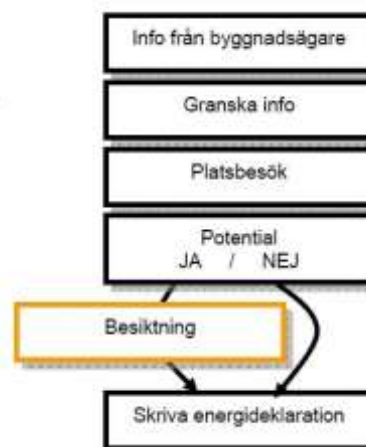 Info från byggnadsägare
Granska info
Platsbesök
Potential
JA / NEJ
Besiktning
Skriva energideklaration